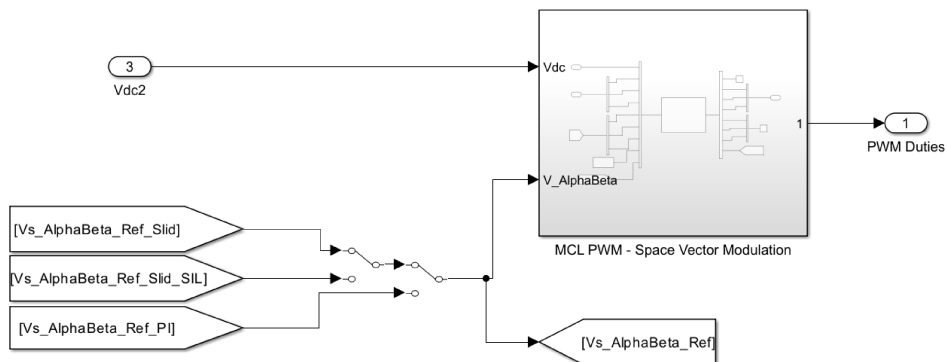 3
Vdc2
Vdc
V_AlphaBeta
1
MCL PWM - Space Vector Modulation
1
PWM Duties
[Vs_AlphaBeta_Ref_Slid]
[Vs_AlphaBeta_Ref_Slid_SIL]
[Vs_AlphaBeta_Ref_PI]
[Vs_AlphaBeta_Ref]